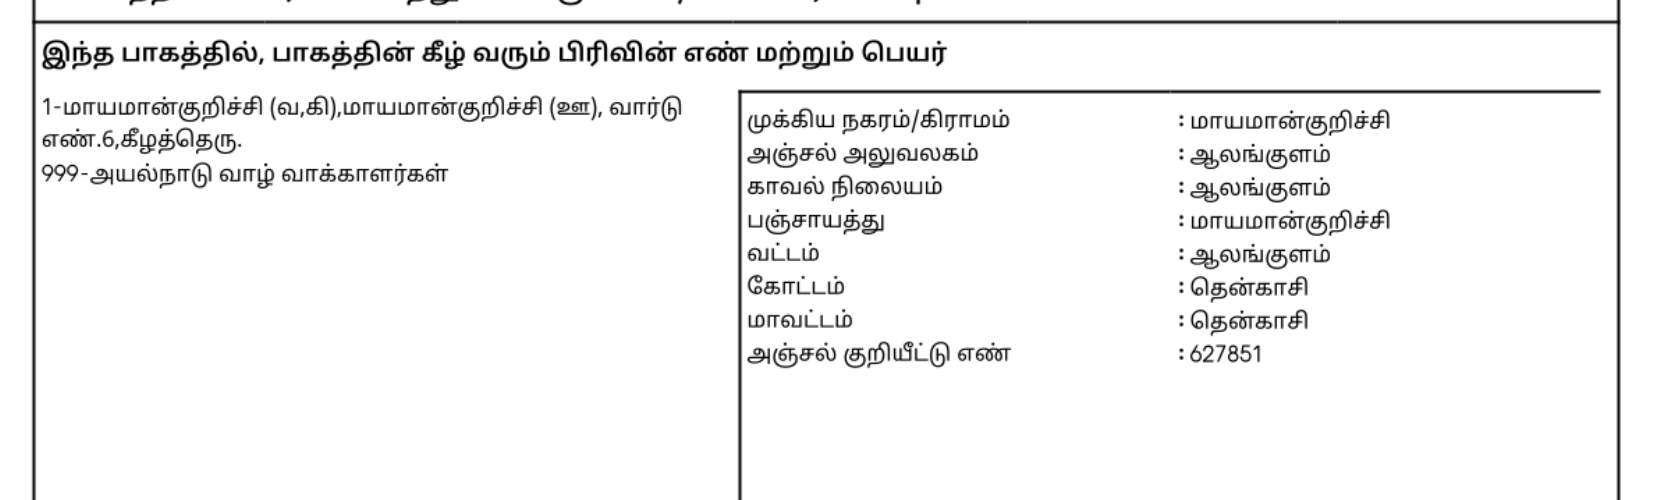 இந்த பாகத்தில், பாகத்தின் கீழ் வரும் பிரிவின் எண் மற்றும் பெயர்
1-மாயமான்குறிச்சி (வ,கி),மாயமான்குறிச்சி (ஊ), வார்டு
எண்.6,கீழத்தெரு.
999-அயல்நாடு வாழ் வாக்காளர்கள்
முக்கிய நகரம்/கிராமம் : மாயமான்குறிச்சி
அஞ்சல் அலுவலகம் : ஆலங்குளம்
காவல் நிலையம் : ஆலங்குளம்
பஞ்சாயத்து : மாயமான்குறிச்சி
வட்டம் : ஆலங்குளம்
கோட்டம் : தென்காசி
மாவட்டம் : தென்காசி
அஞ்சல் குறியீட்டு எண் : 627851